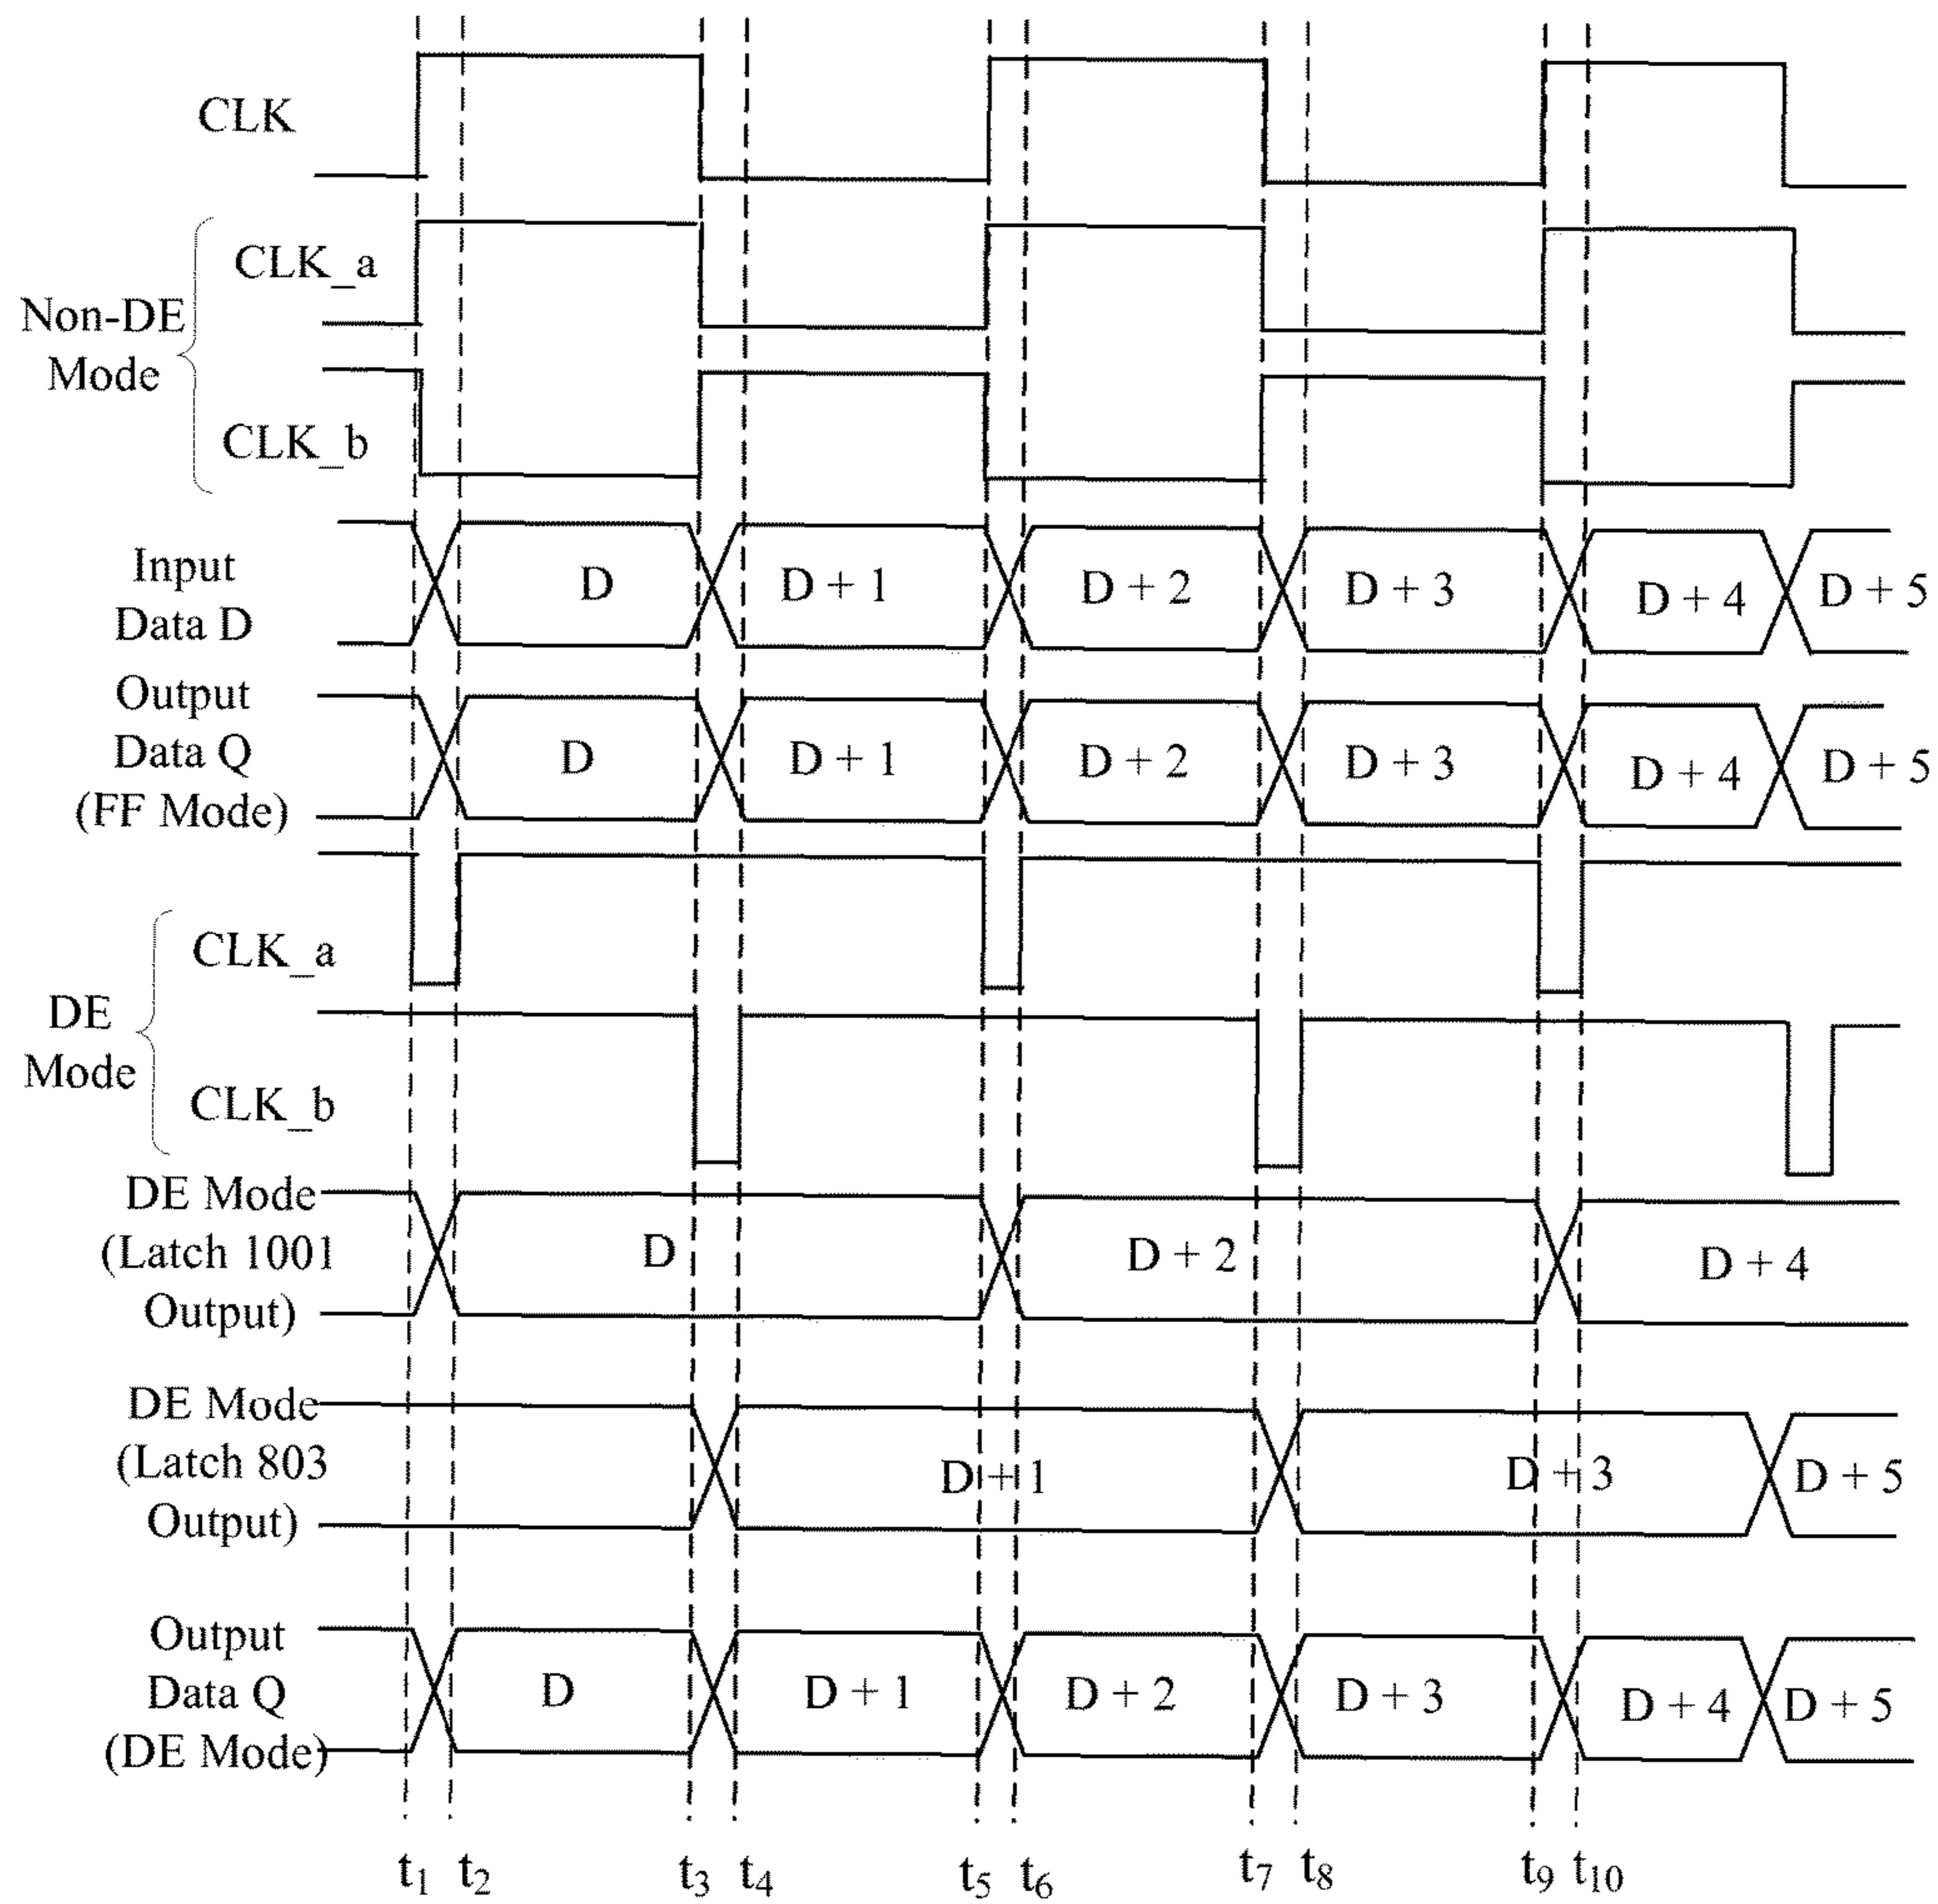 CLK
Non-DE
Mode
CLK_a
CLK_b
Input
Data D
D
D + 1
D + 2
D + 3
D + 4
D + 5
Output
Data Q
(FF Mode)
D
D + 1
D + 2
D + 3
D + 4
D + 5
DE
Mode
CLK_a
CLK_b
DE Mode
(Latch 1001
Output)
D
D + 2
D + 4
DE Mode
(Latch 803
Output)
D + 1
D + 3
D + 5
Output
Data Q
(DE Mode)
D
D + 1
D + 2
D + 3
D + 4
D + 5
t1 t2 t3 t4 t5 t6 t7 t8 t9 t10